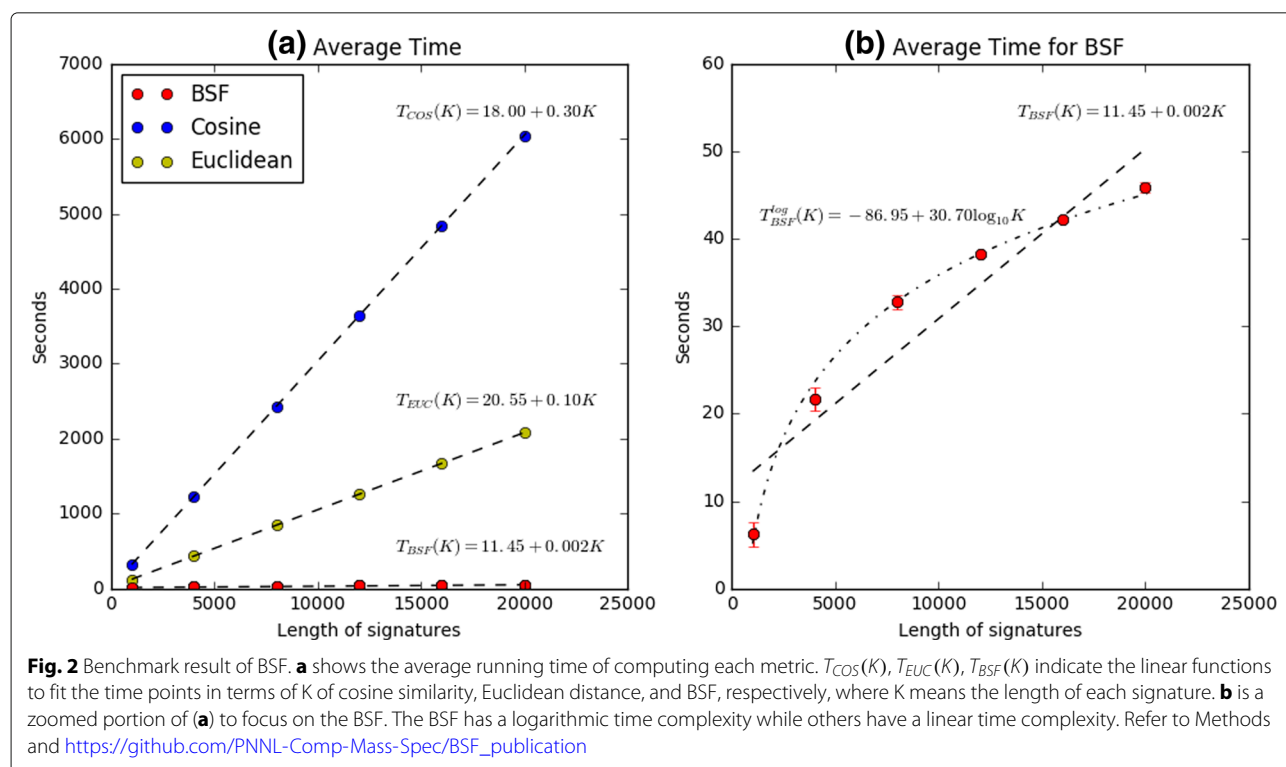 (a) Average Time
7000
6000
5000
4000
3000
2000
1000
0
Seconds
BSF
Cosine
Euclidean
T_COS(K) = 18.00 + 0.30K
T_EUC(K) = 20.55 + 0.10K
T_BSF(K) = 11.45 + 0.002K
0 5000 10000 15000 20000 25000
Length of signatures
(b) Average Time for BSF
60
50
40
30
20
10
0
Seconds
T_BSF(K) = 11.45 + 0.002K
T_BSF^log(K) = −86.95 + 30.70log₁₀K
0 5000 10000 15000 20000 25000
Length of signatures
Fig. 2 Benchmark result of BSF. a shows the average running time of computing each metric. T_COS(K), T_EUC(K), T_BSF(K) indicate the linear functions
to fit the time points in terms of K of cosine similarity, Euclidean distance, and BSF, respectively, where K means the length of each signature. b is a
zoomed portion of (a) to focus on the BSF. The BSF has a logarithmic time complexity while others have a linear time complexity. Refer to Methods
and https://github.com/PNNL-Comp-Mass-Spec/BSF_publication